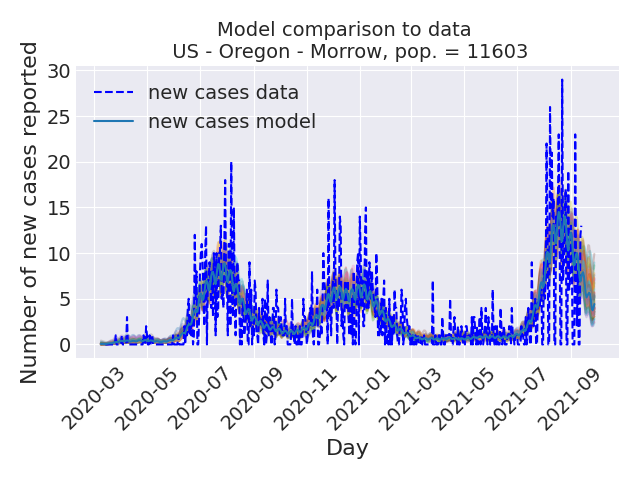 Model comparison to data
US - Oregon - Morrow, pop. = 11603
Number of new cases reported
30
25
20
15
10
5
0
new cases data
new cases model
2020-03
2020-05
2020-07
2020-09
2020-11
2021-01
2021-03
2021-05
2021-07
2021-09
Day